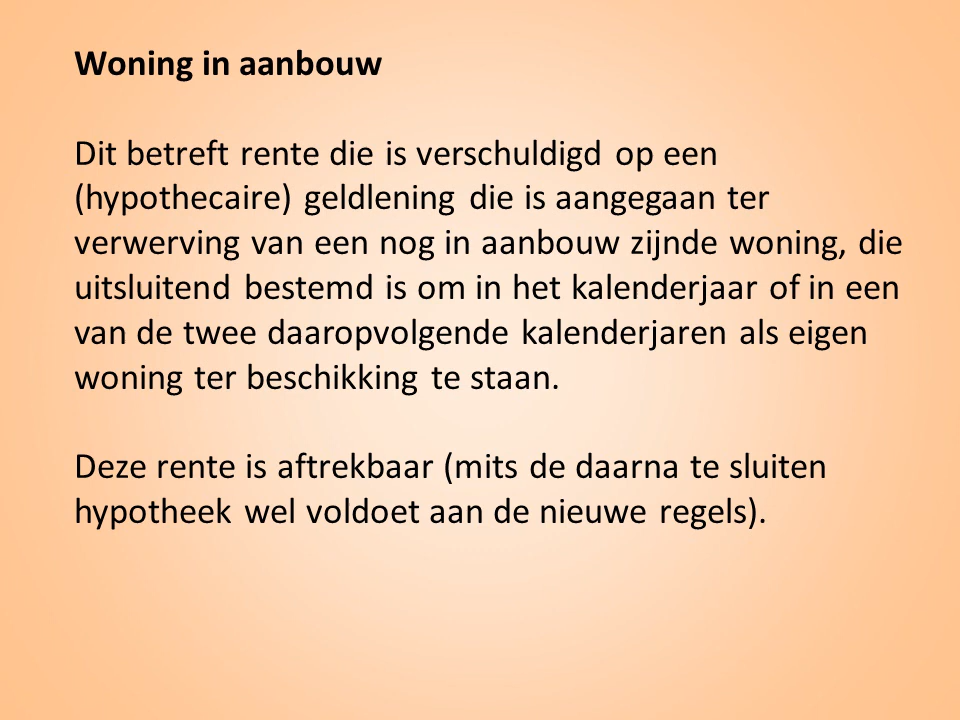 Woning in aanbouw
Dit betreft rente die is verschuldigd op een
(hypothecaire) geldlening die is aangegaan ter
verwerving van een nog in aanbouw zijnde woning, die
uitsluitend bestemd is om in het kalenderjaar of in een
van de twee daaropvolgende kalenderjaren als eigen
woning ter beschikking te staan.
Deze rente is aftrekbaar (mits de daarna te sluiten
hypotheek wel voldoet aan de nieuwe regels).